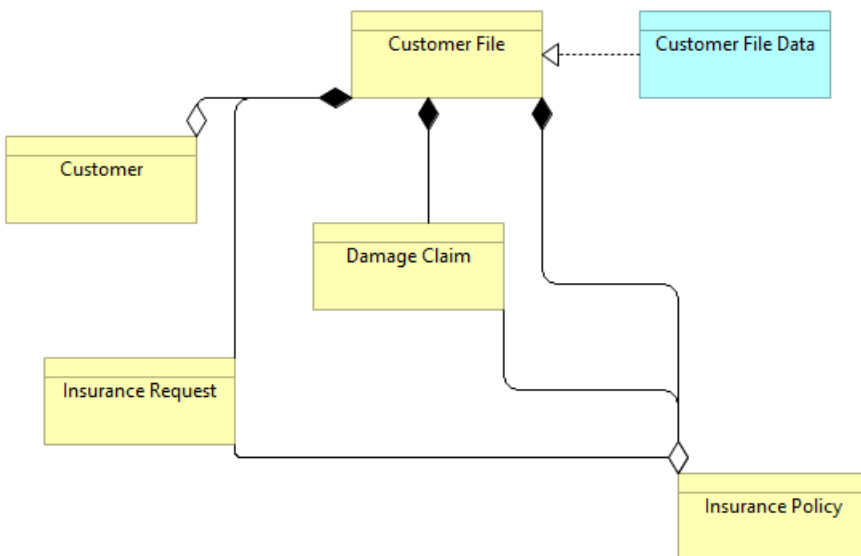 Customer File
Customer File Data
Customer
Damage Claim
Insurance Request
Insurance Policy